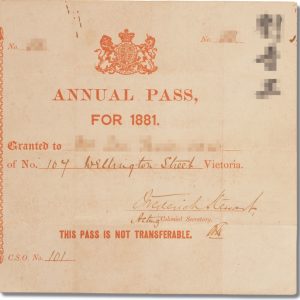 No.
No.
ANNUAL PASS,
FOR 1881.
Granted to
of No. 107 Wellington Street Victoria.
Frederick Stewart
Acting Colonial Secretary.
THIS PASS IS NOT TRANSFERABLE.
C.S.O. No. 101